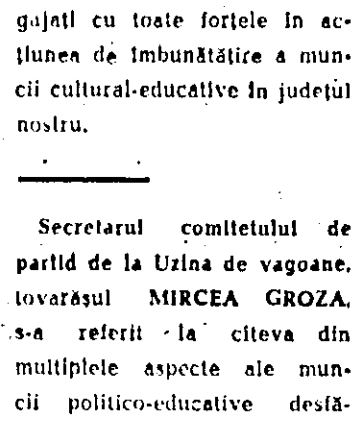 gajați cu toate forțele în ac-
țiunea de îmbunătățire a mun-
cii cultural-educative în județul
nostru.
Secretarul comitetului de
partid de la Uzina de vagoane,
tovarășul MIRCEA GROZA,
s-a referit la cîteva din
multiplele aspecte ale mun-
cii politico-educative desfă-